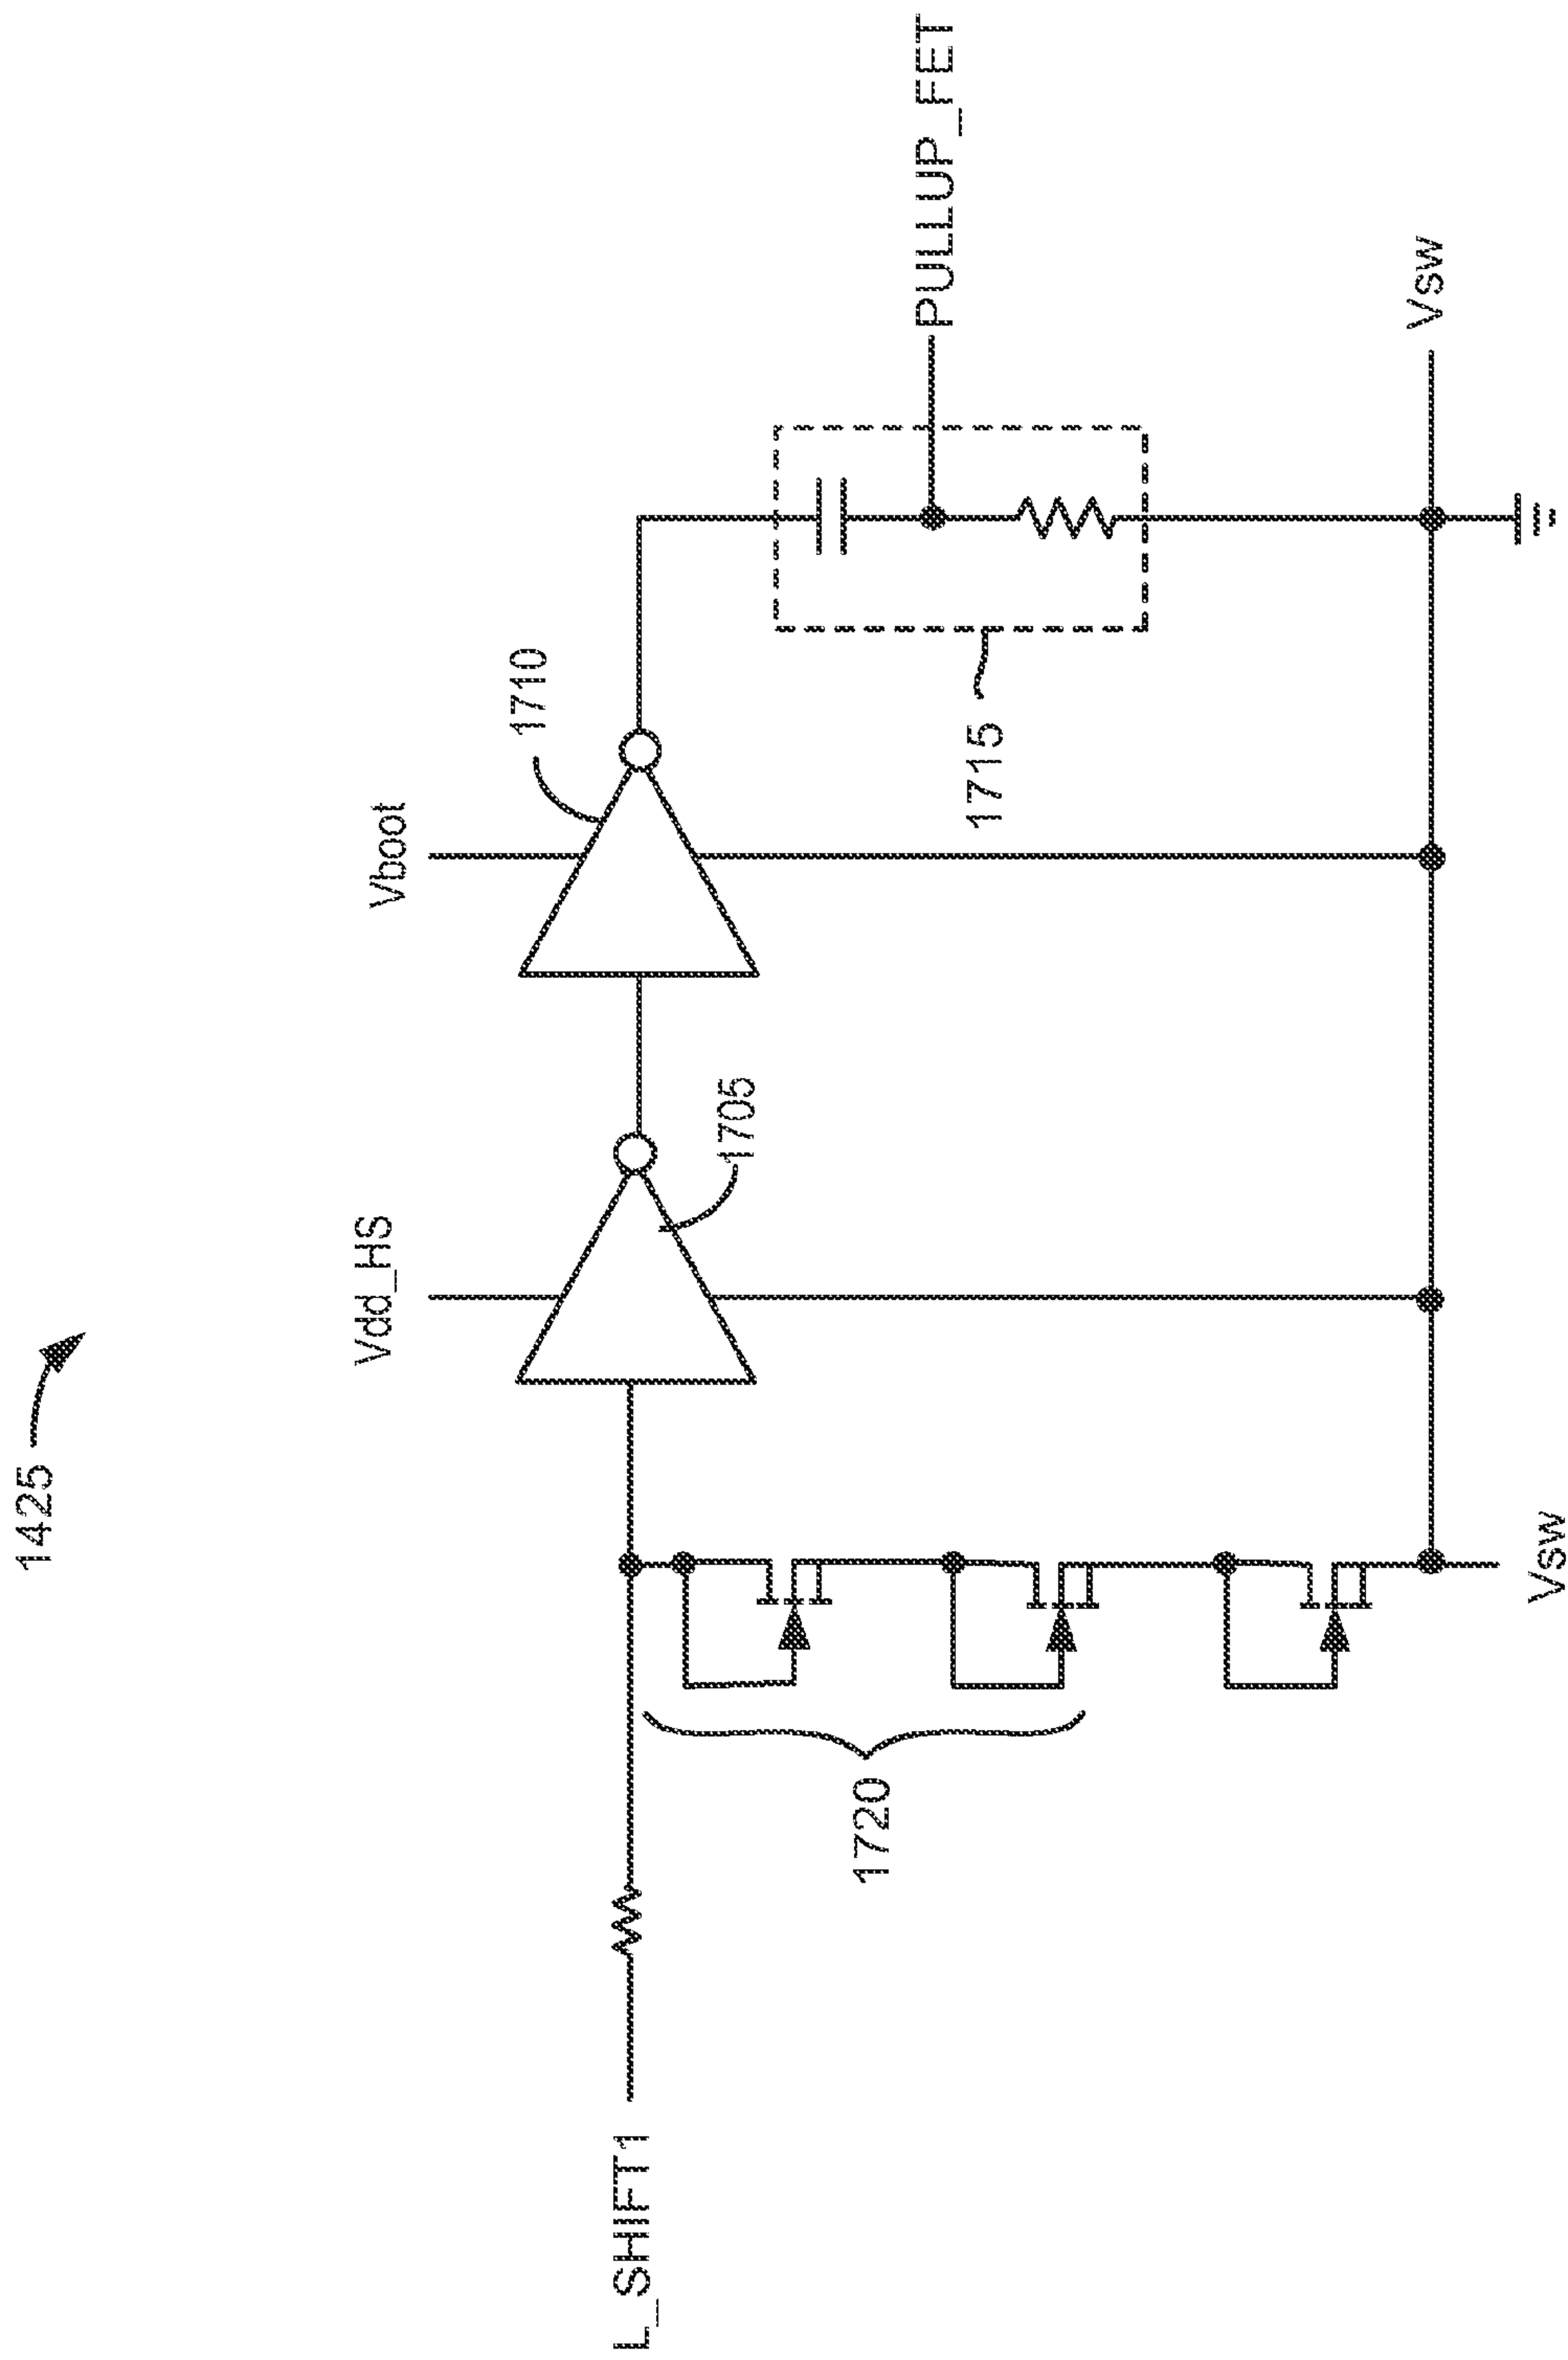 1425
Vdd_HS
Vboot
1710
1705
L_SHIFT1
1720
1715
PULLUP_FET
Vsw
Vsw